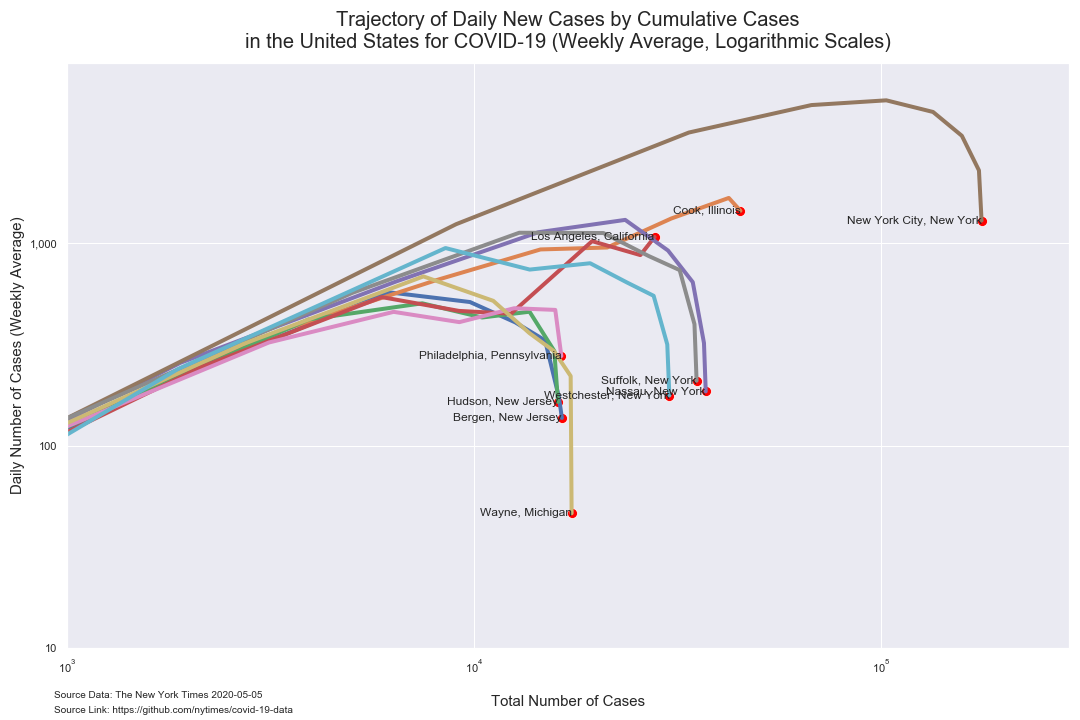 Trajectory of Daily New Cases by Cumulative Cases
in the United States for COVID-19 (Weekly Average, Logarithmic Scales)
Daily Number of Cases (Weekly Average)
1,000
100
10
Cook, Illinois
New York City, New York
Los Angeles, California
Philadelphia, Pennsylvania
Suffolk, New York
Nassau, New York
Westchester, New York
Hudson, New Jersey
Bergen, New Jersey
Wayne, Michigan
10³
10⁴
10⁵
Total Number of Cases
Source Data: The New York Times 2020-05-05
Source Link: https://github.com/nytimes/covid-19-data